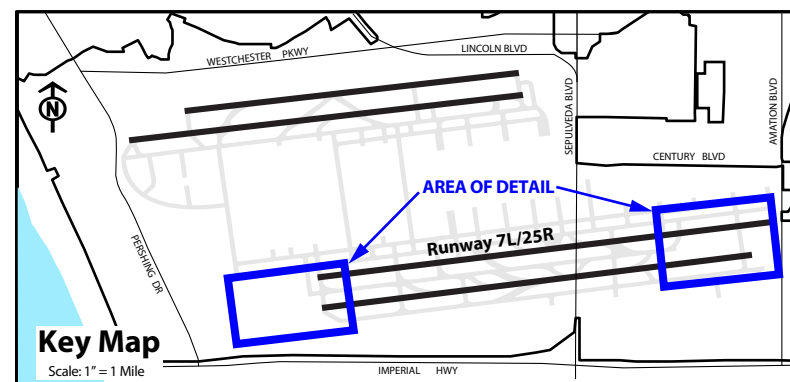 WESTCHESTER PKWY
LINCOLN BLVD
SEPULVEDA BLVD
AVIATION BLVD
N
CENTURY BLVD
AREA OF DETAIL
Runway 7L/25R
PERSHING DR
Key Map
Scale: 1" = 1 Mile
IMPERIAL HWY